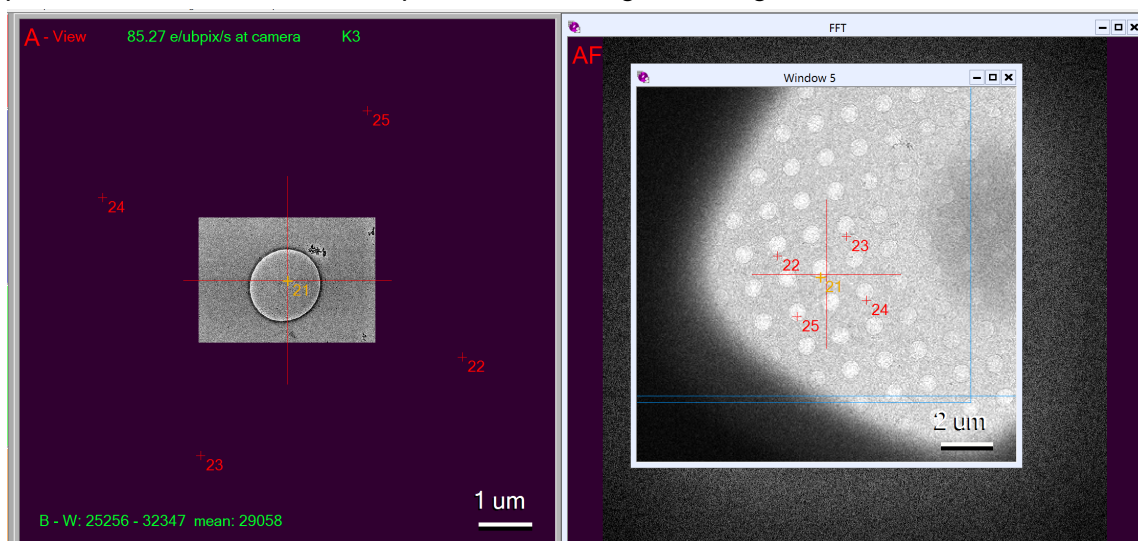 A - View 85.27 e/ubpix/s at camera K3
25
24
21
22
23
1 um
B - W: 25256 - 32347 mean: 29058
FFT
AF
Window 5
23
22
21
24
25
2 um